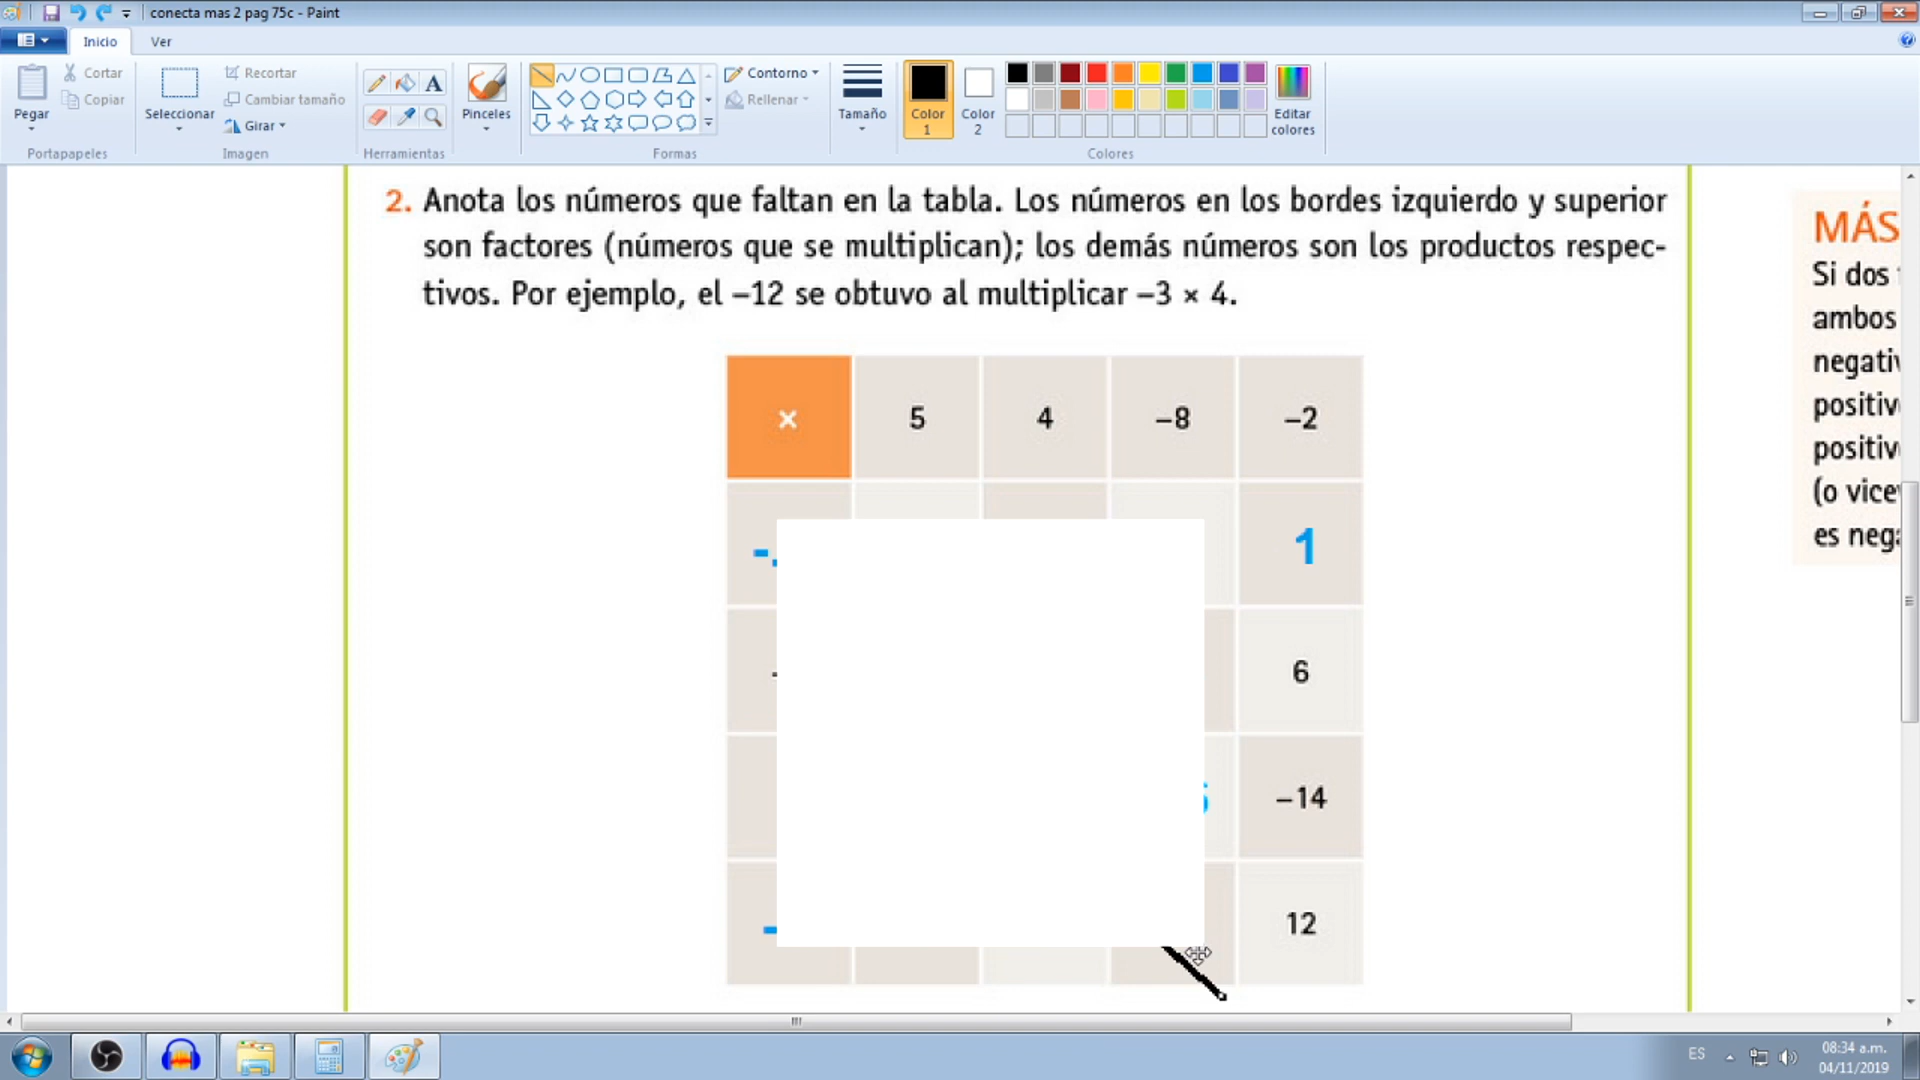 conecta mas 2 pag 75c - Paint
Inicio
Ver
Pegar
Cortar
Copiar
Portapapeles
Seleccionar
Recortar
Cambiar tamaño
Girar
Imagen
A
Herramientas
Pinceles
Contorno
Rellenar
Formas
Tamaño
Color 1
Color 2
Editar colores
Colores
2. Anota los números que faltan en la tabla. Los números en los bordes izquierdo y superior
son factores (números que se multiplican); los demás números son los productos respec-
tivos. Por ejemplo, el –12 se obtuvo al multiplicar –3 × 4.
× 5 4 –8 –2
1
6
–14
12
MÁS
Si dos
ambos
es
ES
08:34 a.m.
04/11/2019